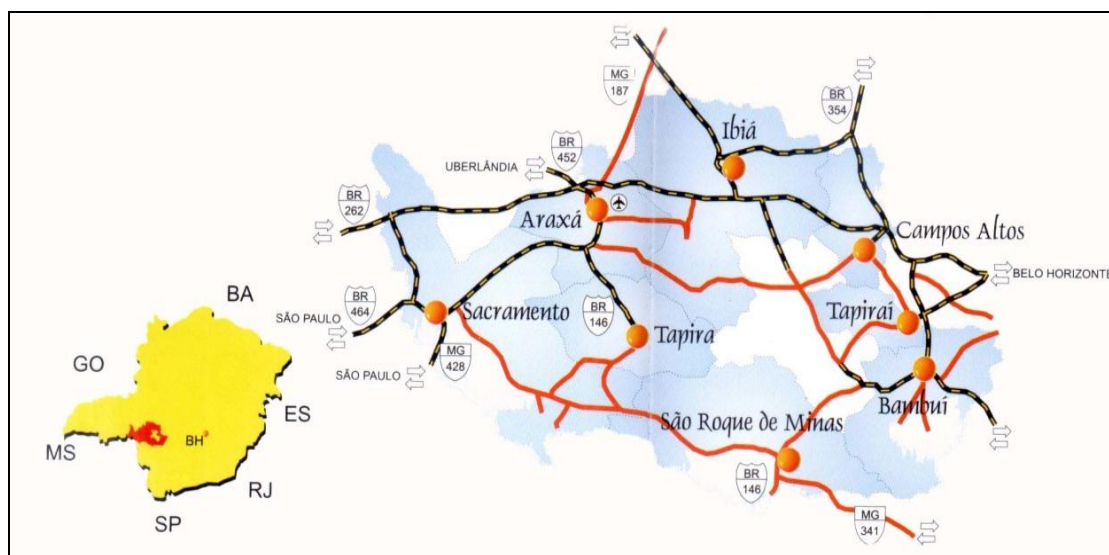 MG
187
BR
354
Ibiá
BR
452
UBERLÂNDIA
BR
262
Araxá
Campos Altos
BELO HORIZONTE
BR
464
SÃO PAULO
Sacramento
BR
146
Tapira
Tapiraí
MG
428
SÃO PAULO
Bambuí
São Roque de Minas
BR
146
MG
341
BA
GO
ES
MS
BH
RJ
SP